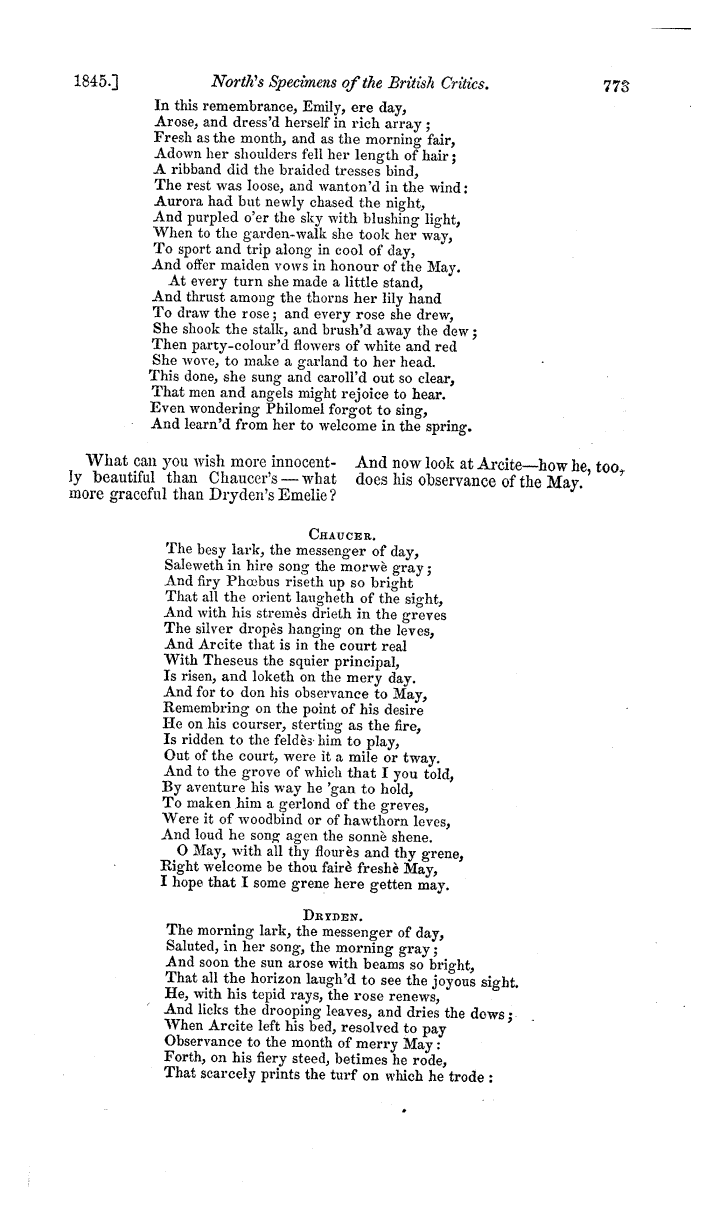 1845.] North's Specimens of the British Critics. 773
In this remembrance, Emily, ere day,
Arose, and dress'd herself in rich array;
Fresh as the month, and as the morning fair,
Adown her shoulders fell her length of hair;
A ribband did the braided tresses bind,
The rest was loose, and wanton'd in the wind:
Aurora had but newly chased the night,
And purpled o'er the sky with blushing light,
When to the garden-walk she took her way,
To sport and trip along in cool of day,
And offer maiden vows in honour of the May.
At every turn she made a little stand,
And thrust among the thorns her lily hand
To draw the rose; and every rose she drew,
She shook the stalk, and brush'd away the dew;
Then party-colour'd flowers of white and red
She wove, to make a garland to her head.
This done, she sung and caroll'd out so clear,
That men and angels might rejoice to hear.
Even wondering Philomel forgot to sing,
And learn'd from her to welcome in the spring.
What can you wish more innocent-
ly beautiful than Chaucer's—what
more graceful than Dryden's Emelie?
And now look at Arcite—how he, too,
does his observance of the May.
CHAUCER.
The besy lark, the messenger of day,
Saleweth in hire song the morwè gray;
And firy Phœbus riseth up so bright
That all the orient laugheth of the sight,
And with his stremès drieth in the greves
The silver dropès hanging on the leves,
And Arcite that is in the court real
With Theseus the squier principal,
Is risen, and loketh on the mery day.
And for to don his observance to May,
Remembring on the point of his desire
He on his courser, sterting as the fire,
Is ridden to the feldès him to play,
Out of the court, were it a mile or tway.
And to the grove of which that I you told,
By aventure his way he 'gan to hold,
To maken him a gerlond of the greves,
Were it of woodbind or of hawthorn leves,
And loud he song agen the sonnè shene.
O May, with all thy flourès and thy grene,
Right welcome be thou fairè freshè May,
I hope that I some grene here getten may.
DRYDEN.
The morning lark, the messenger of day,
Saluted, in her song, the morning gray;
And soon the sun arose with beams so bright,
That all the horizon laugh'd to see the joyous sight.
He, with his tepid rays, the rose renews,
And licks the drooping leaves, and dries the dews;
When Arcite left his bed, resolved to pay
Observance to the month of merry May:
Forth, on his fiery steed, betimes he rode,
That scarcely prints the turf on which he trode: